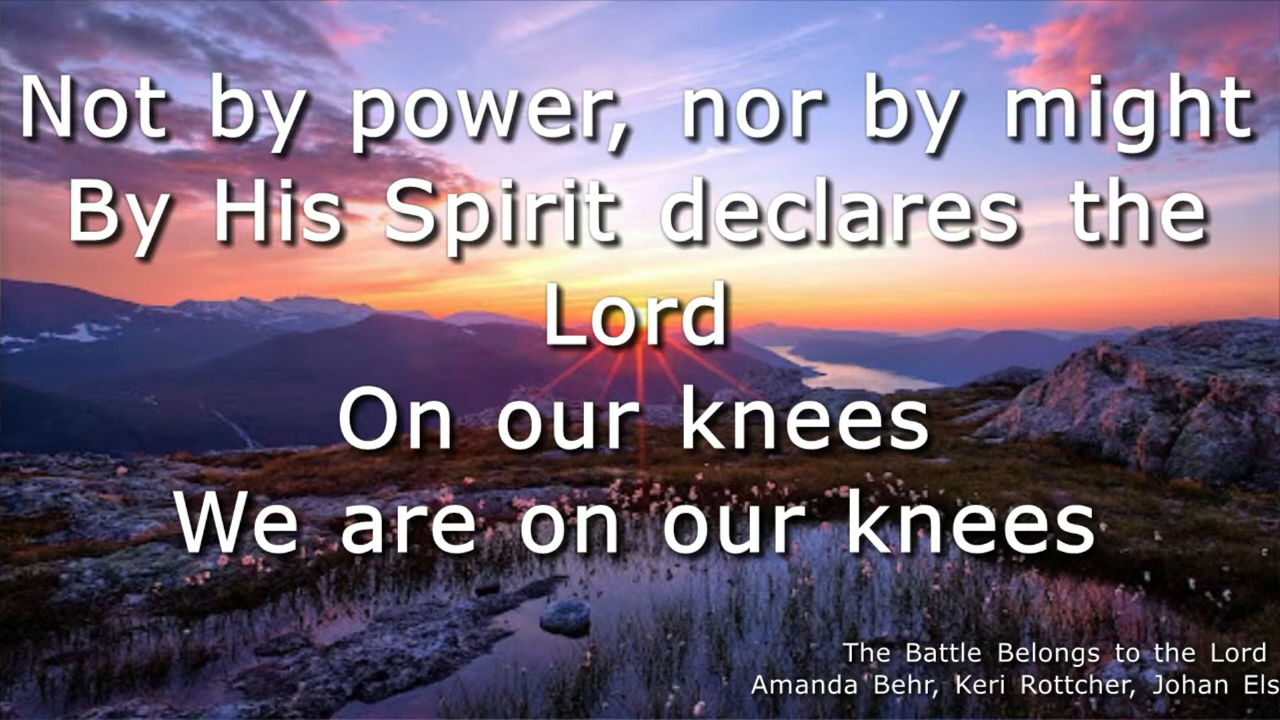 Not by power, nor by might
By His Spirit declares the
Lord
On our knees
We are on our knees
The Battle Belongs to the Lord
Amanda Behr, Keri Rottcher, Johan Els